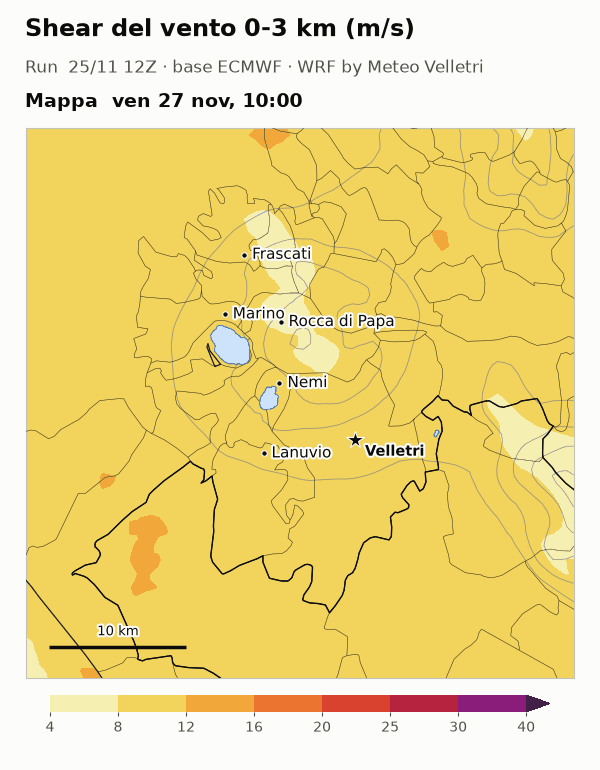 Shear del vento 0-3 km (m/s)
Run  25/11 12Z · base ECMWF · WRF by Meteo Velletri
Mappa  ven 27 nov, 10:00
Frascati
Marino
Rocca di Papa
Nemi
Velletri
Lanuvio
10 km
4 8 12 16 20 25 30 40